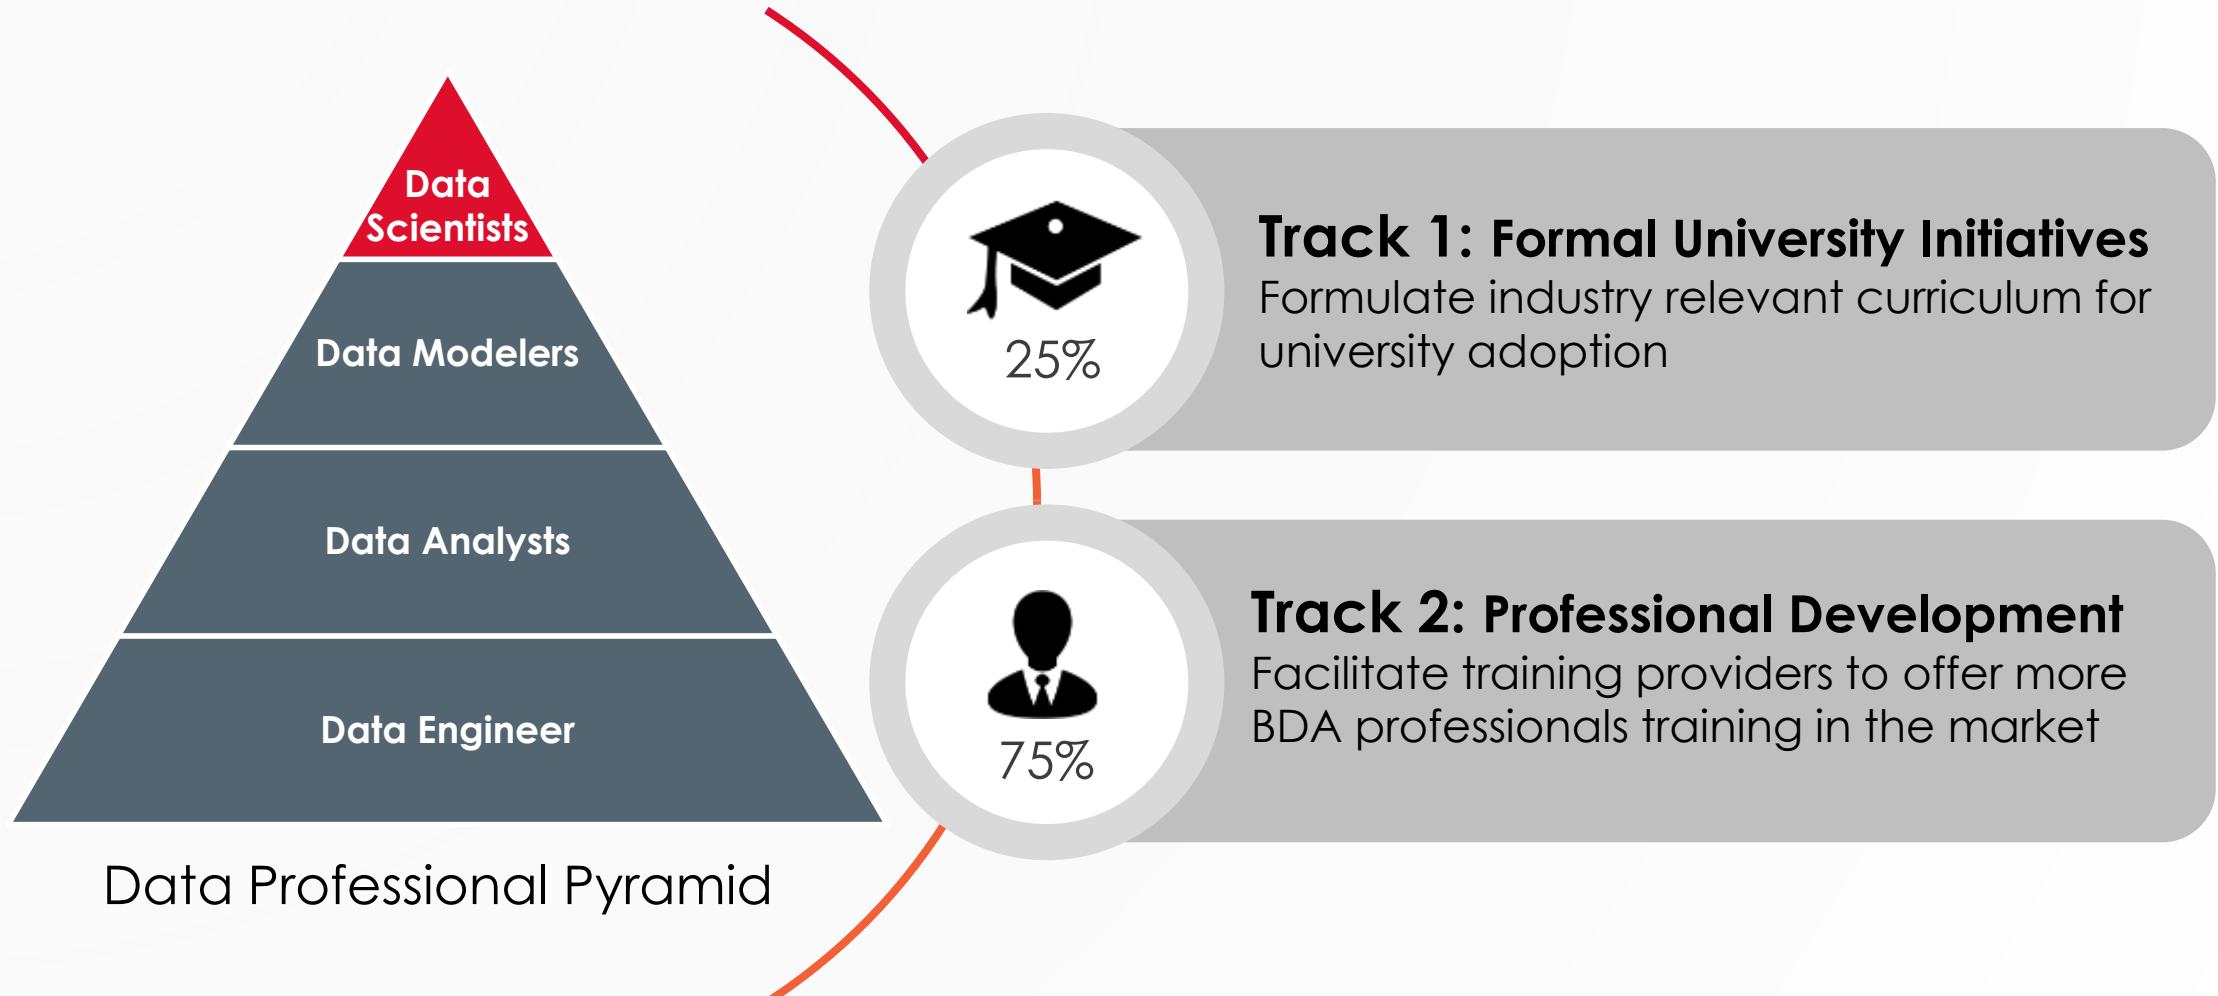 Data
Scientists
Data Modelers
Data Analysts
Data Engineer
Data Professional Pyramid
25%
Track 1: Formal University Initiatives
Formulate industry relevant curriculum for
university adoption
75%
Track 2: Professional Development
Facilitate training providers to offer more
BDA professionals training in the market